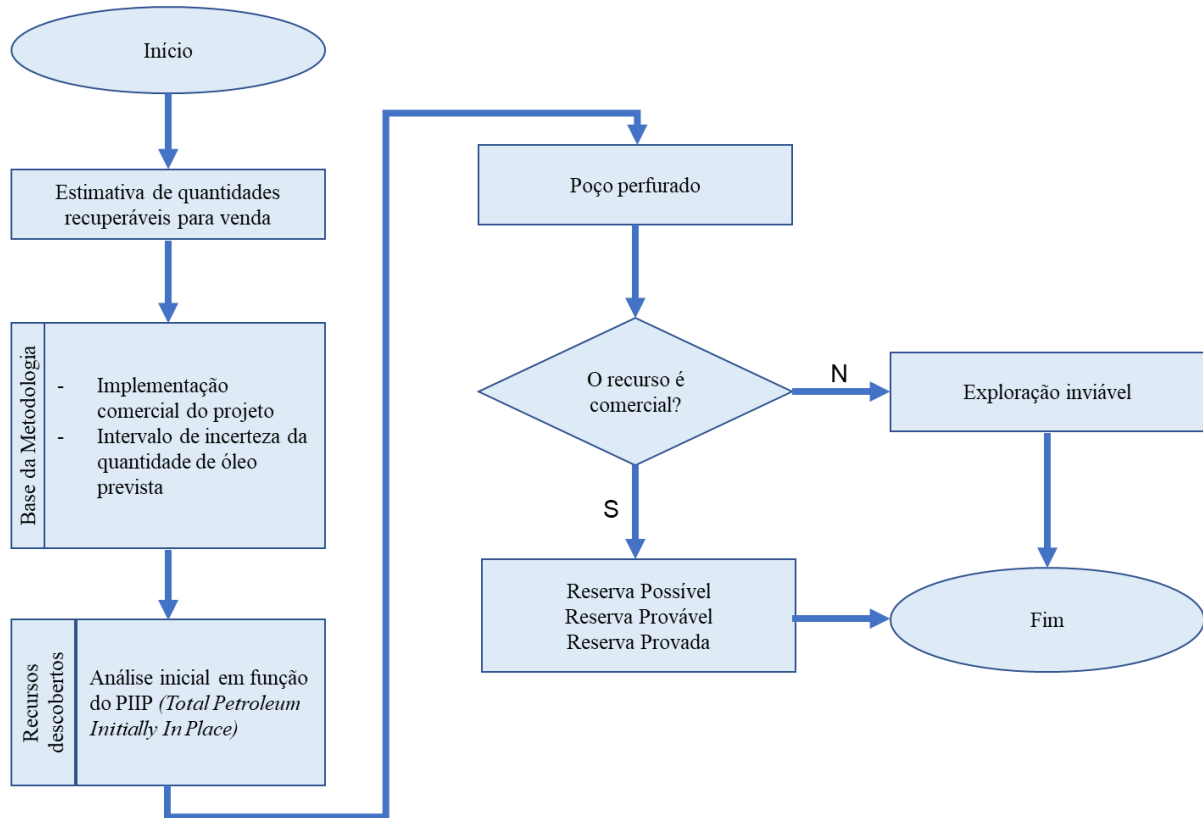 Início
Estimativa de quantidades
recuperáveis para venda
Base da Metodologia
- Implementação
comercial do projeto
- Intervalo de incerteza da
quantidade de óleo
prevista
Recursos
descobertos
Análise inicial em função
do PIIP (Total Petroleum
Initially In Place)
Poço perfurado
O recurso é
comercial?
N
Exploração inviável
S
Reserva Possível
Reserva Provável
Reserva Provada
Fim